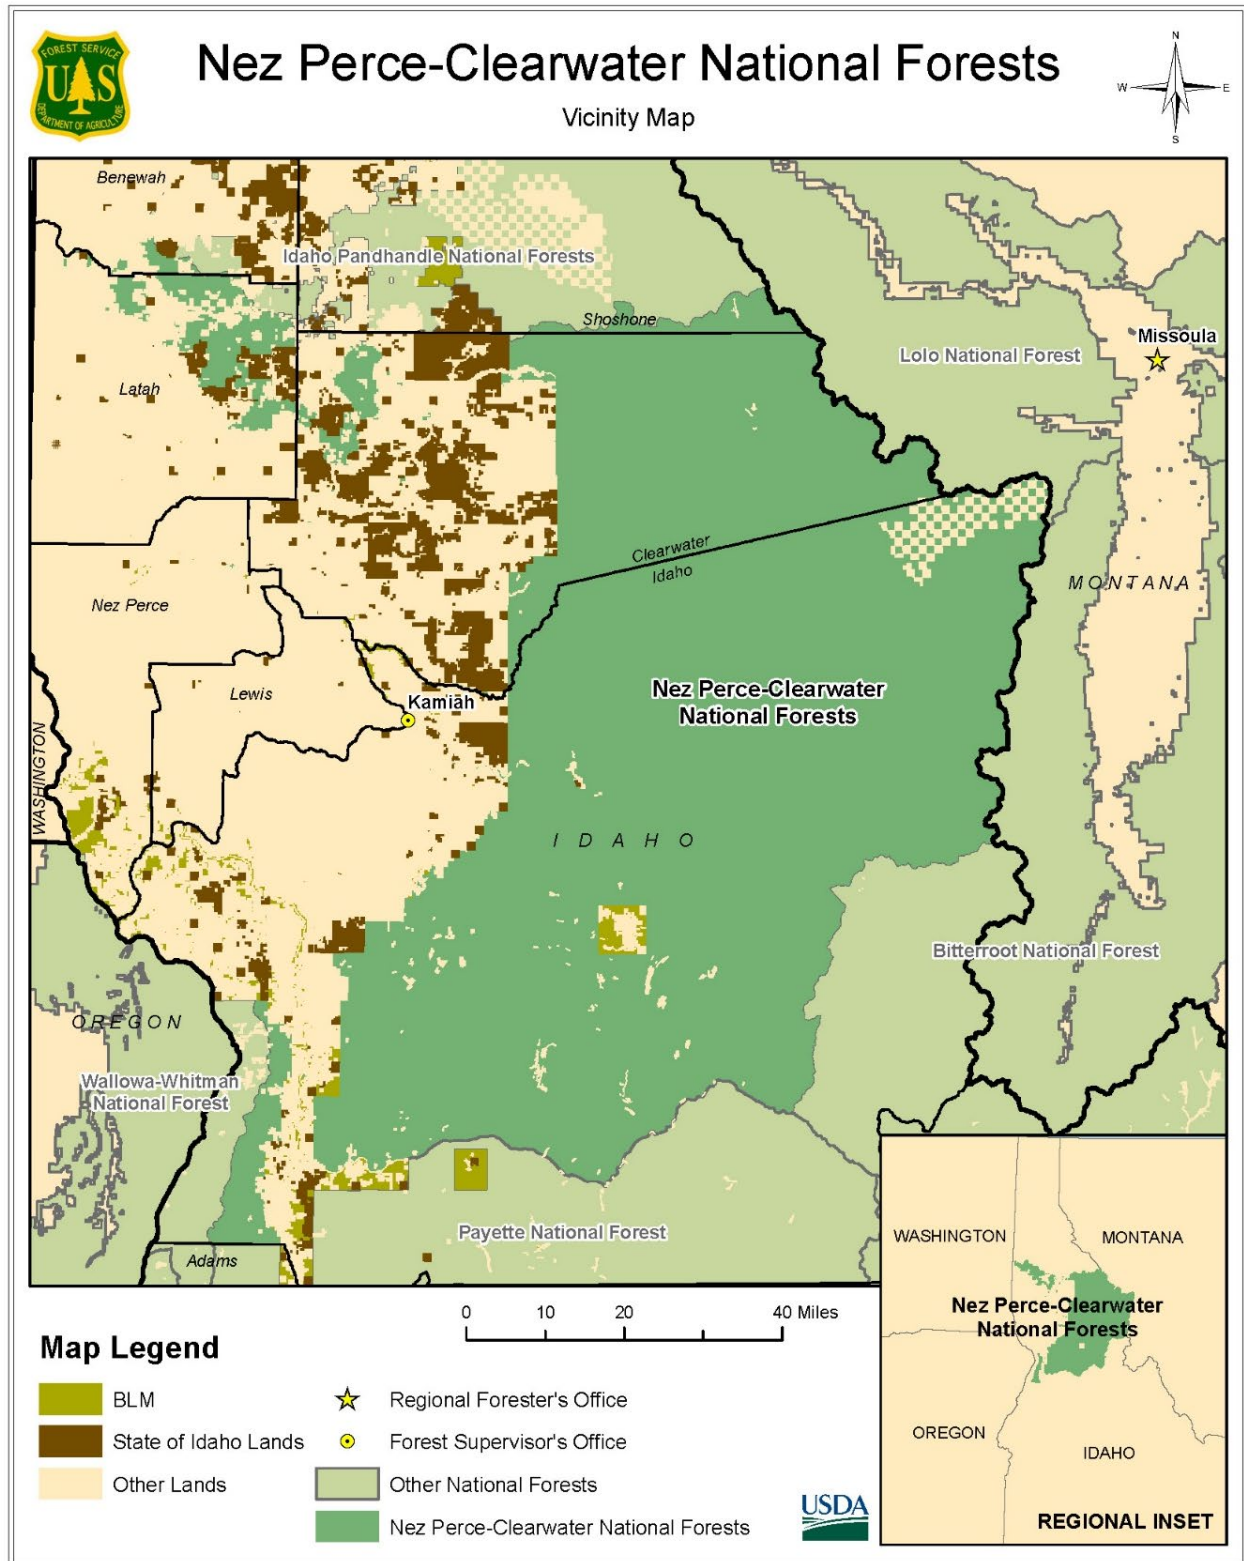 FOREST SERVICE
U S
DEPARTMENT OF AGRICULTURE
Nez Perce-Clearwater National Forests
Vicinity Map
N
W
E
S
Benewah
Idaho Pandhandle National Forests
Shoshone
Missoula
Lolo National Forest
Latah
Clearwater
Idaho
MONTANA
Nez Perce
Lewis
Kamiah
Nez Perce-Clearwater
National Forests
WASHINGTON
IDAHO
Bitterroot National Forest
OREGON
Wallowa-Whitman
National Forest
Payette National Forest
Adams
WASHINGTON
MONTANA
Nez Perce-Clearwater
National Forests
OREGON
IDAHO
REGIONAL INSET
0 10 20 40 Miles
Map Legend
BLM
State of Idaho Lands
Other Lands
Regional Forester's Office
Forest Supervisor's Office
Other National Forests
Nez Perce-Clearwater National Forests
USDA